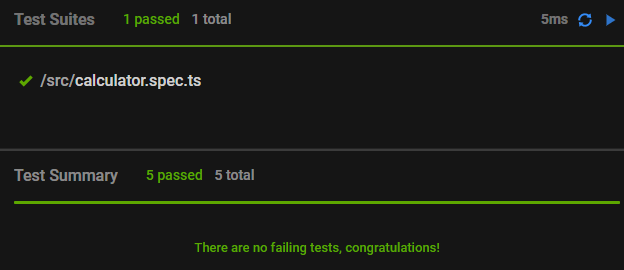 Test Suites 1 passed 1 total 5ms
/src/calculator.spec.ts
Test Summary 5 passed 5 total
There are no failing tests, congratulations!